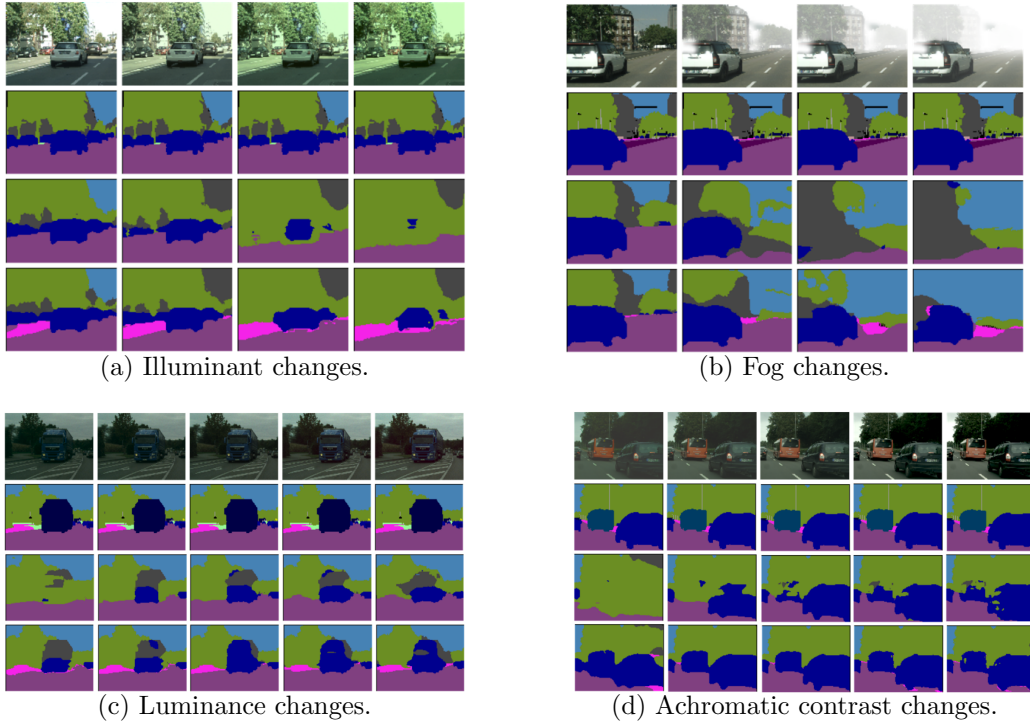 (a) Illuminant changes.
(b) Fog changes.
(c) Luminance changes.
(d) Achromatic contrast changes.